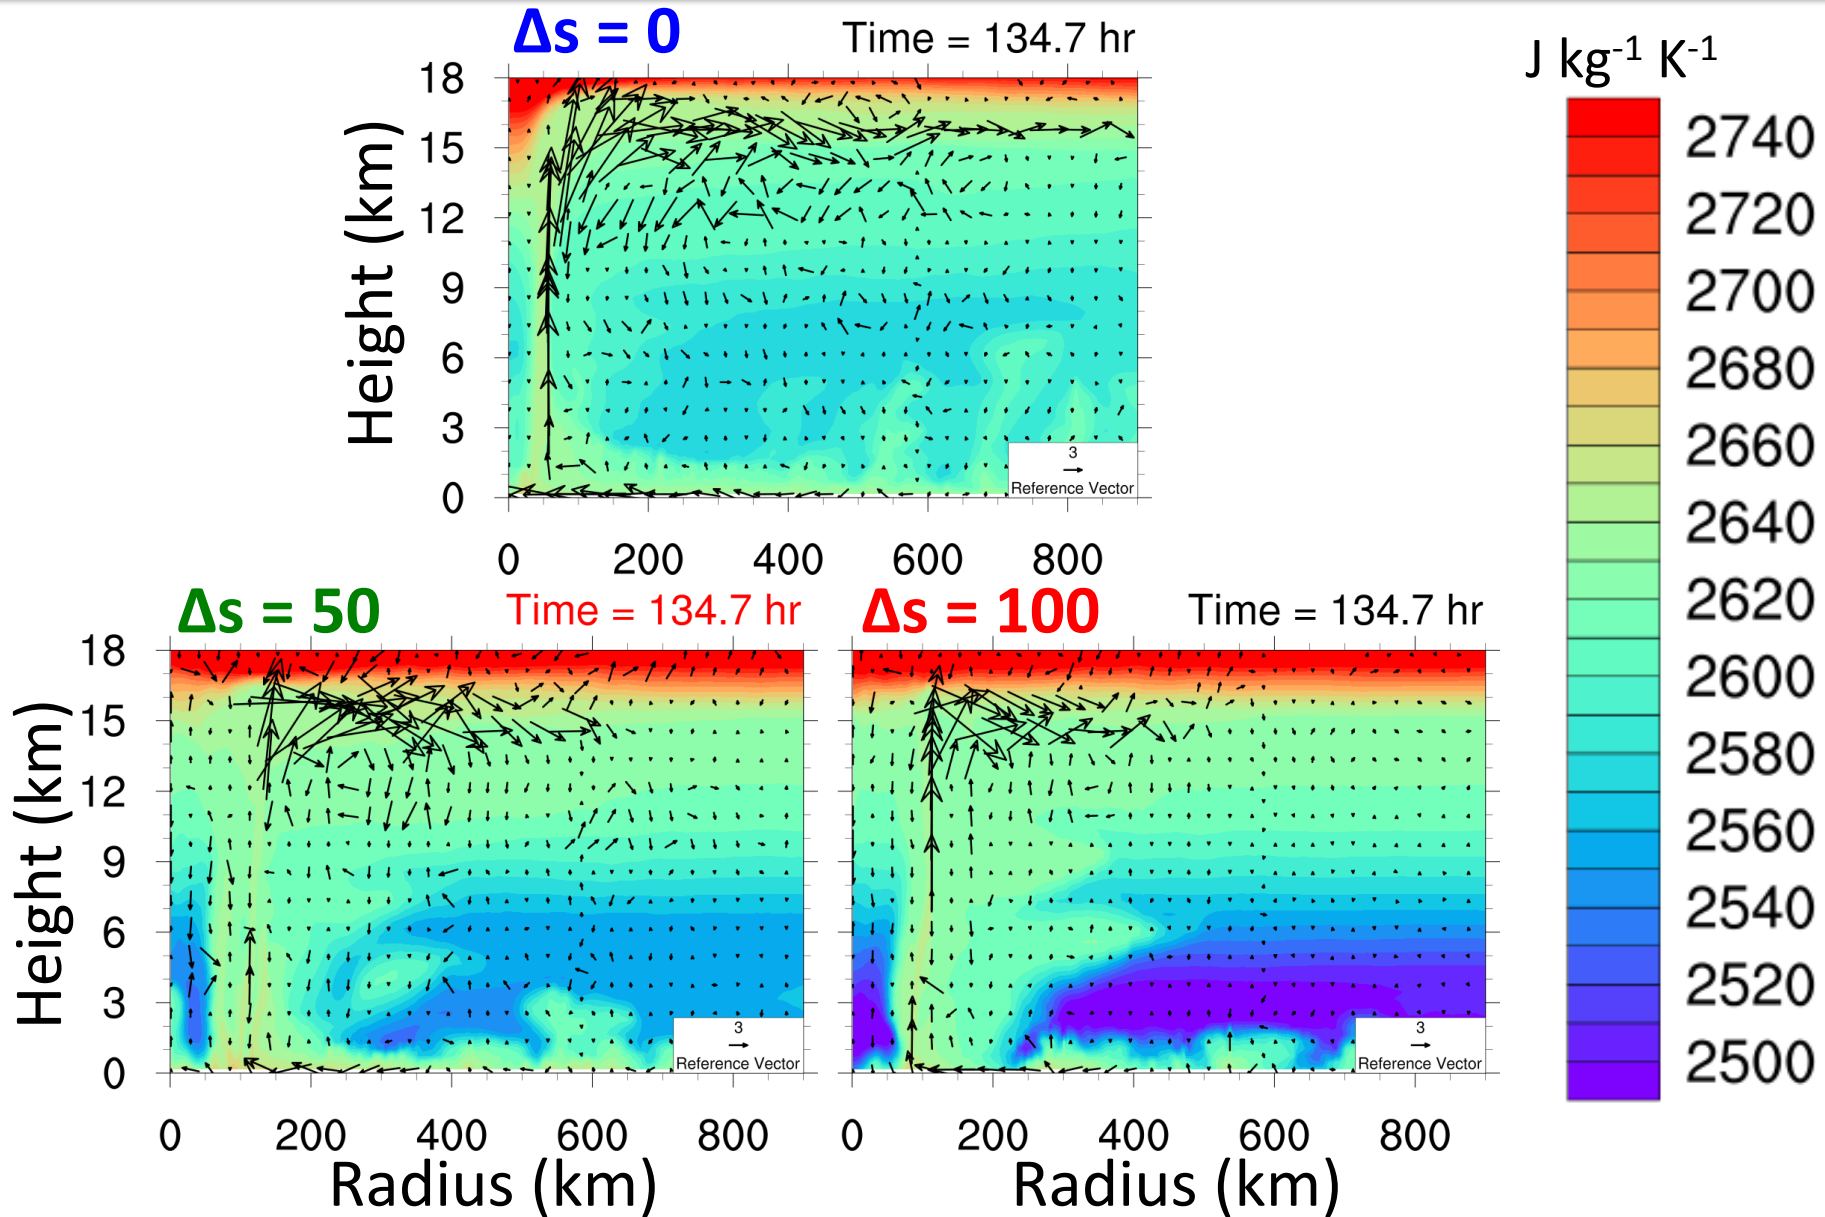 Δs = 0
Time = 134.7 hr
J kg-1 K-1
Height (km)
18
15
12
9
6
3
0
3
Reference Vector
0 200 400 600 800
2740
2720
2700
2680
2660
2640
2620
2600
2580
2560
2540
2520
2500
Δs = 50
Time = 134.7 hr
Height (km)
18
15
12
9
6
3
0
3
Reference Vector
0 200 400 600 800
Radius (km)
Δs = 100
Time = 134.7 hr
3
Reference Vector
0 200 400 600 800
Radius (km)